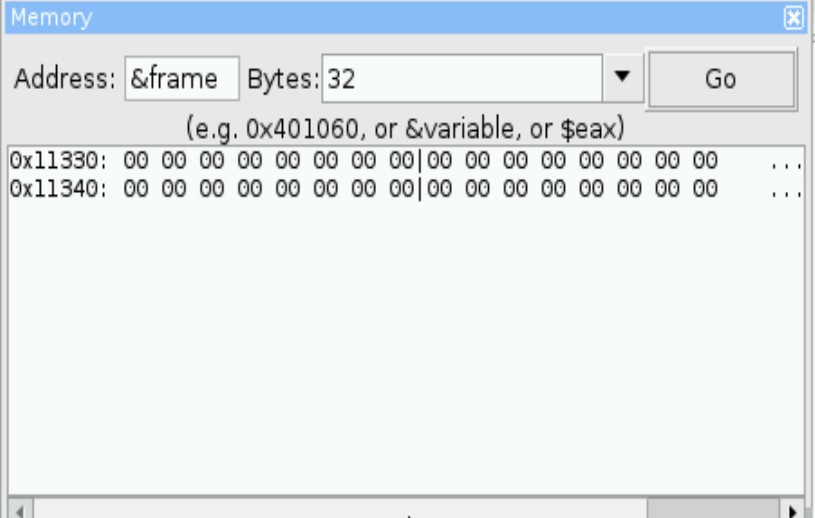 Memory
Address: &frame Bytes: 32 Go
(e.g. 0x401060, or &variable, or $eax)
0x11330: 00 00 00 00 00 00 00 00|00 00 00 00 00 00 00 00 ...
0x11340: 00 00 00 00 00 00 00 00|00 00 00 00 00 00 00 00 ...